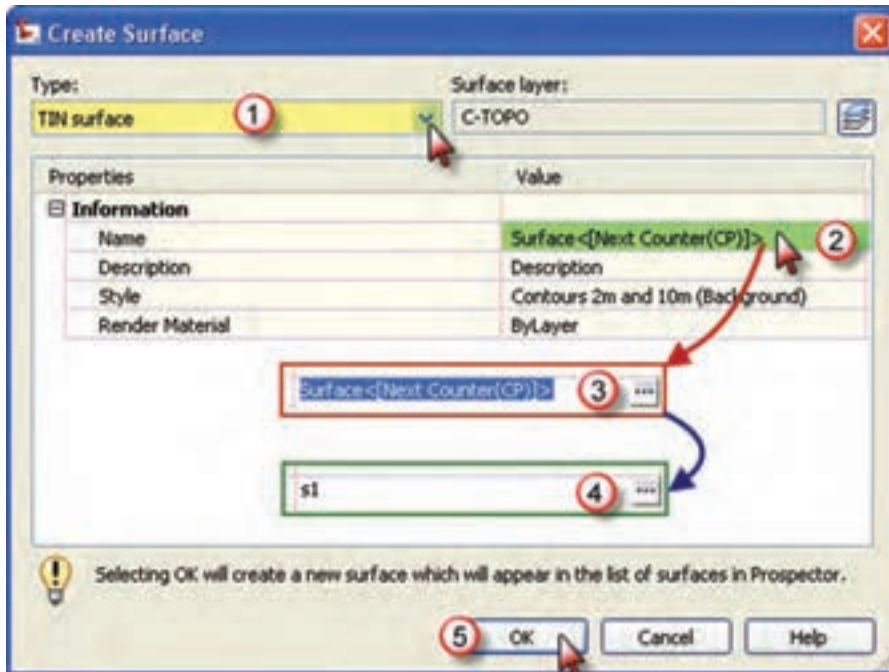 Create Surface
Type: Surface layer:
TIN surface 1 C-TOPO
Properties Value
Information
Name Surface<[Next Counter(CP)]> 2
Description Description
Style Contours 2m and 10m (Background)
Render Material ByLayer
Surface<[Next Counter(CP)]> 3 ...
s1 4 ...
Selecting OK will create a new surface which will appear in the list of surfaces in Prospector.
5 OK Cancel Help